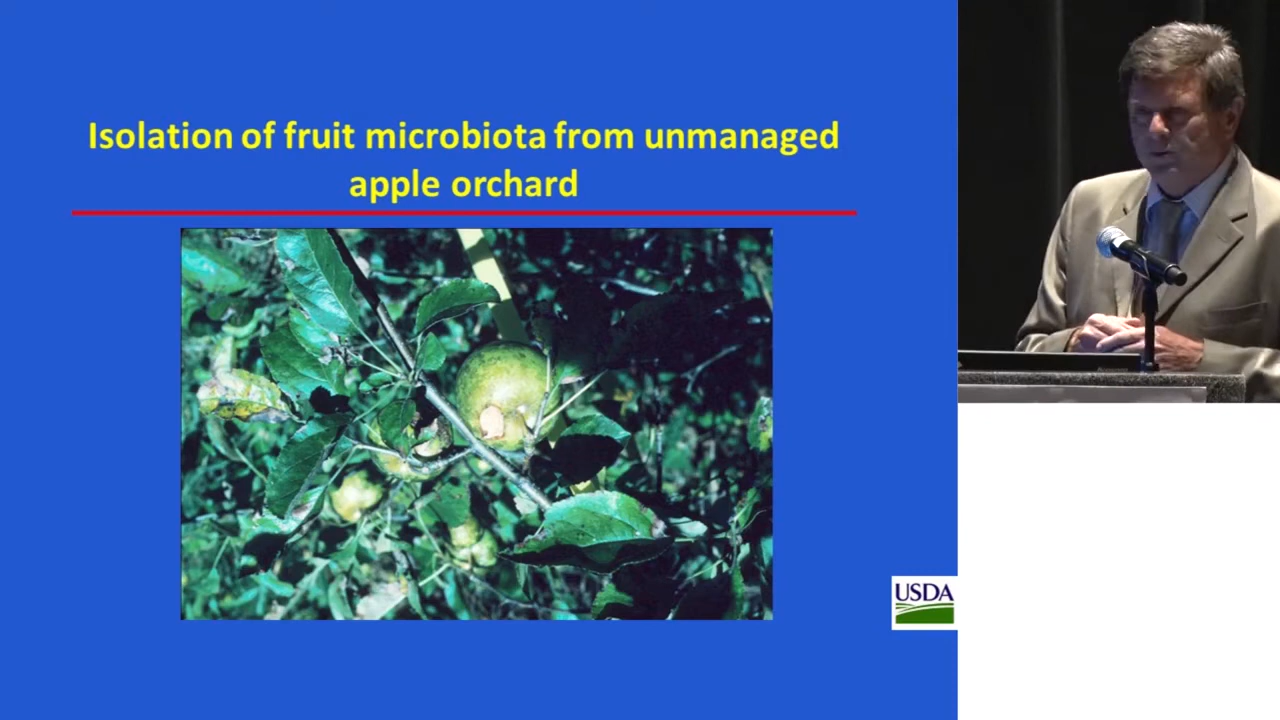 Isolation of fruit microbiota from unmanaged
apple orchard
USDA